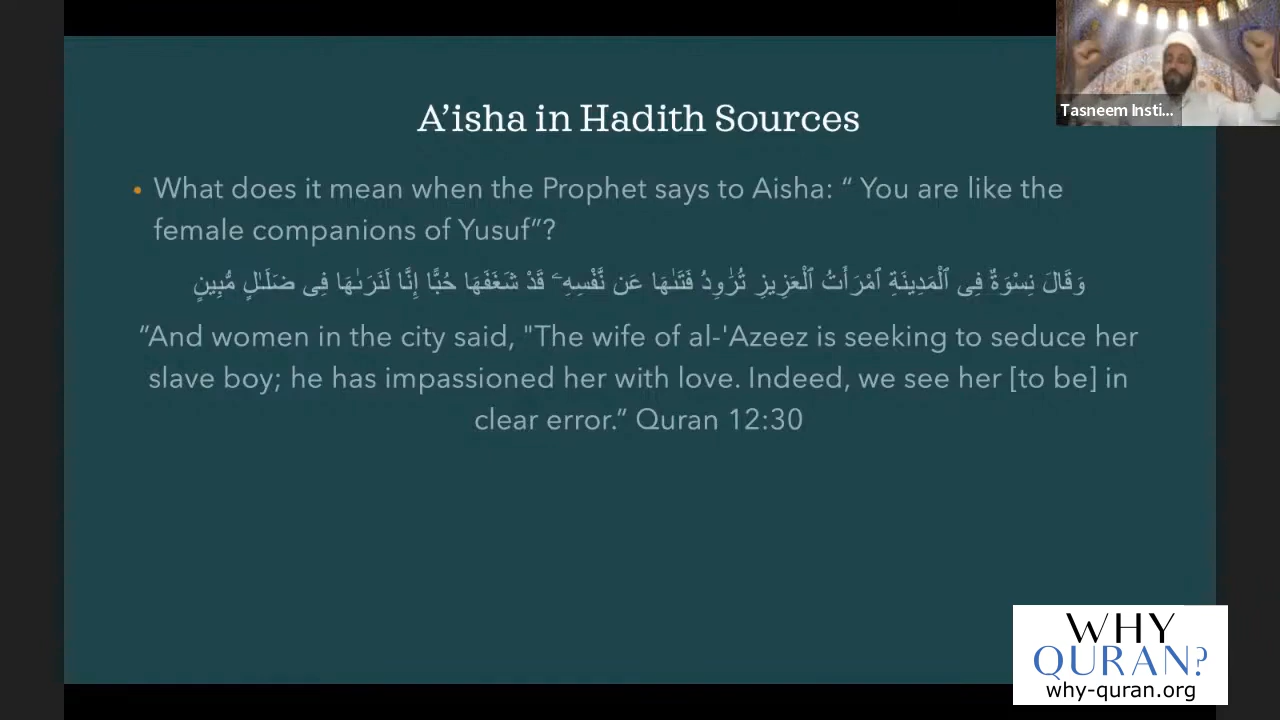 Tasneem Insti...
A’isha in Hadith Sources
• What does it mean when the Prophet says to Aisha: “ You are like the
female companions of Yusuf”?
وَقَالَ نِسْوَةٌ فِى ٱلْمَدِينَةِ ٱمْرَأَتُ ٱلْعَزِيزِ تُرَٰوِدُ فَتَىٰهَا عَن نَّفْسِهِۦ قَدْ شَغَفَهَا حُبًّا إِنَّا لَنَرَىٰهَا فِى ضَلَـٰلٍ مُّبِينٍ
“And women in the city said, "The wife of al-'Azeez is seeking to seduce her
slave boy; he has impassioned her with love. Indeed, we see her [to be] in
clear error.” Quran 12:30
WHY
QURAN?
why-quran.org